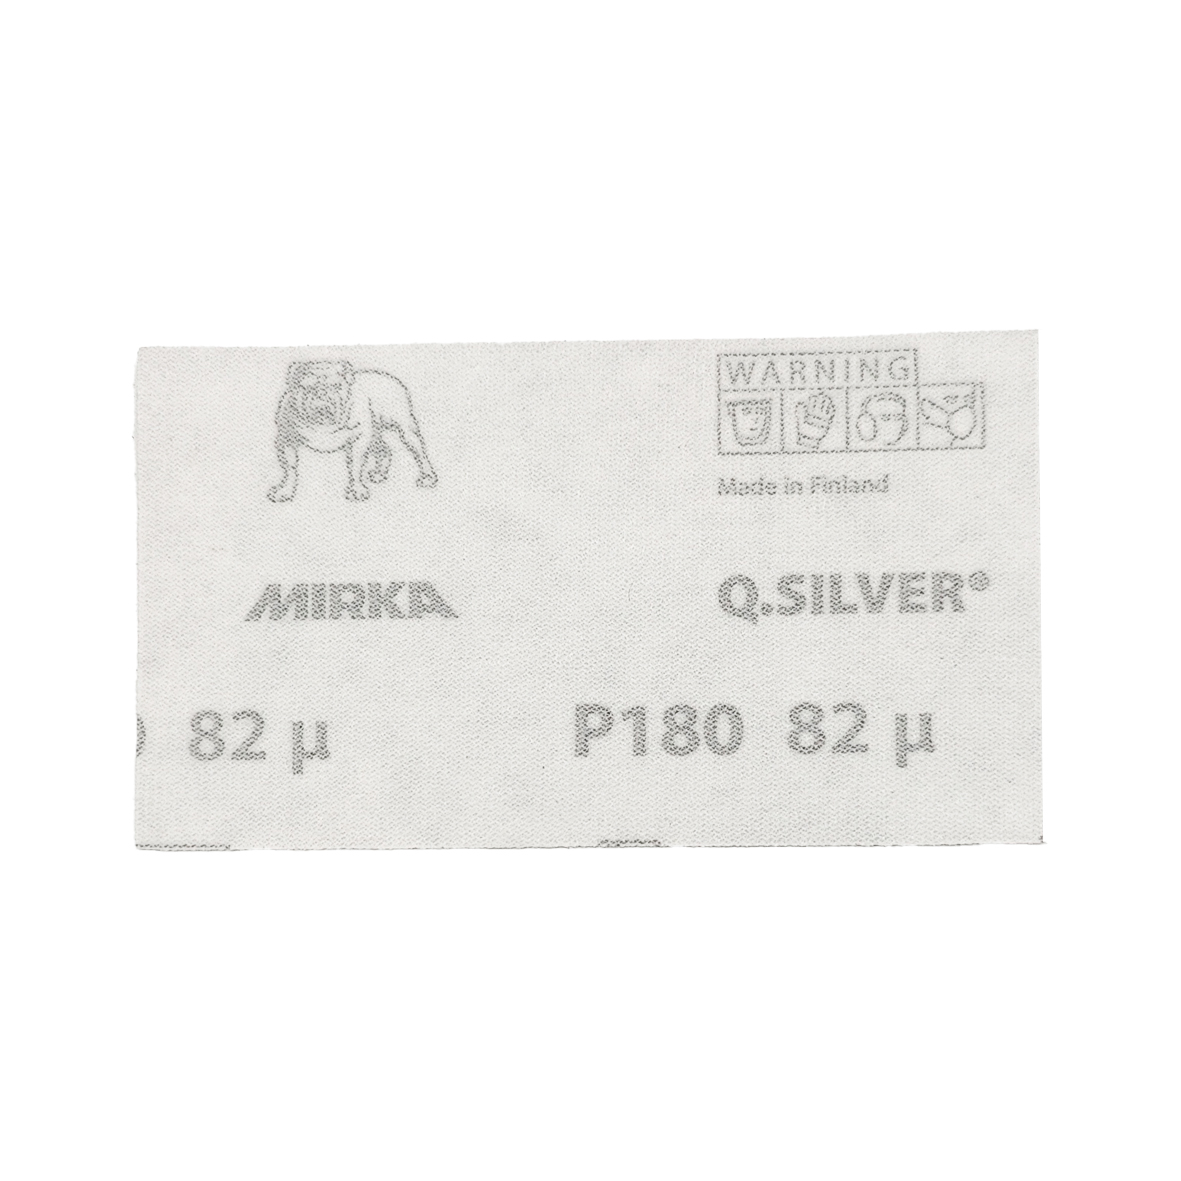 WARNING
Made in Finland
MIRKA
Q.SILVER®
82 µ
P180 82 µ